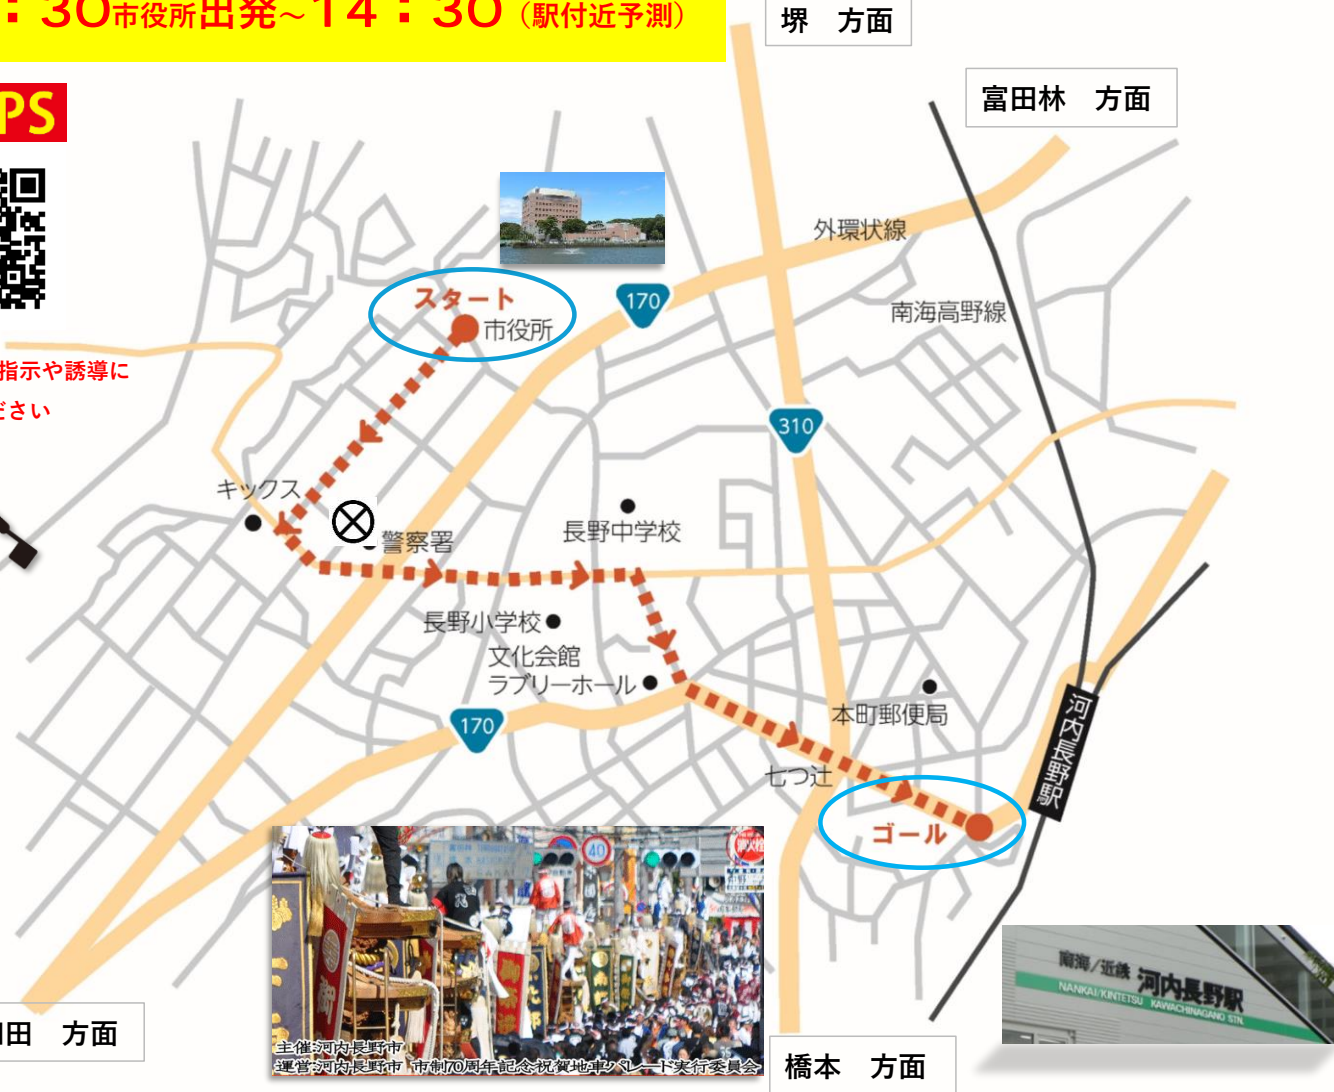 ：30市役所出発～14：30（駅付近予測）
堺　方面
富田林　方面
PS
外環状線
170
スタート
市役所
南海高野線
指示や誘導に
ださい
310
キックス
警察署
長野中学校
長野小学校
文化会館
ラブリーホール
170
本町郵便局
河内長野駅
七つ辻
ゴール
40
南海/近鉄 河内長野駅
NANKAI/KINTETSU KAWACHINAGANO STN.
田　方面
主催:河内長野市
運営:河内長野市 市制70周年記念祝賀地車パレード実行委員会
橋本　方面